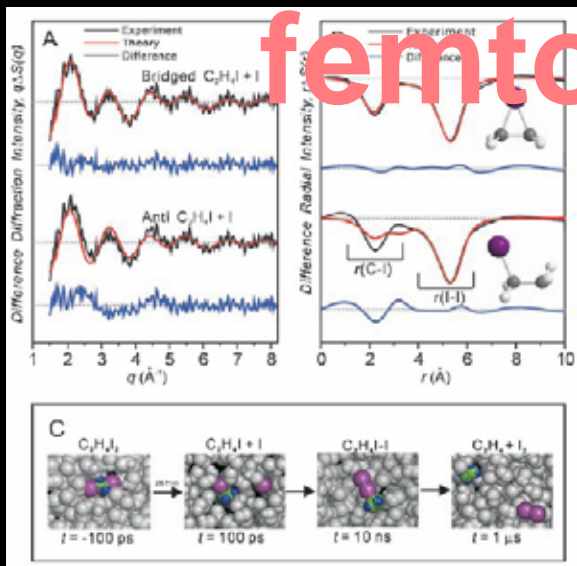 A
Experiment
Theory
Difference
Bridged C₂H₄I + I
Anti C₂H₄I + I
Difference Diffraction Intensity, qΔS(q)
1 2 3 4 5 6 7 8
q (Å⁻¹)
femto
Experiment
Difference
r(C-I)
r(I-I)
Difference Radial Intensity,
0 2 4 6 8 10
r (Å)
C
C₂H₄I₂
C₂H₄I + I
C₂H₄I-I
C₂H₄ + I₂
t = -100 ps
t = 100 ps
t = 10 ns
t = 1 μs